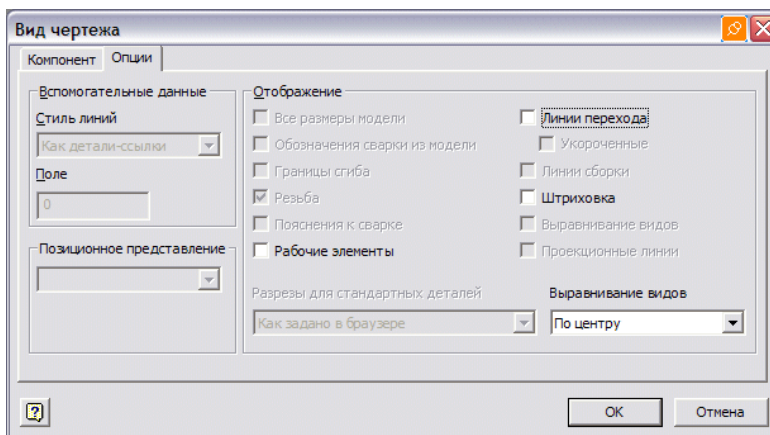 Вид чертежа
Компонент
Опции
Вспомогательные данные
Стиль линий
Как детали-ссылки
Поле
0
Позиционное представление
Отображение
Все размеры модели
Обозначения сварки из модели
Границы сгиба
Резьба
Пояснения к сварке
Рабочие элементы
Линии перехода
Укороченные
Линии сборки
Штриховка
Выравнивание видов
Проекционные линии
Разрезы для стандартных деталей
Как задано в браузере
Выравнивание видов
По центру
?
OK
Отмена